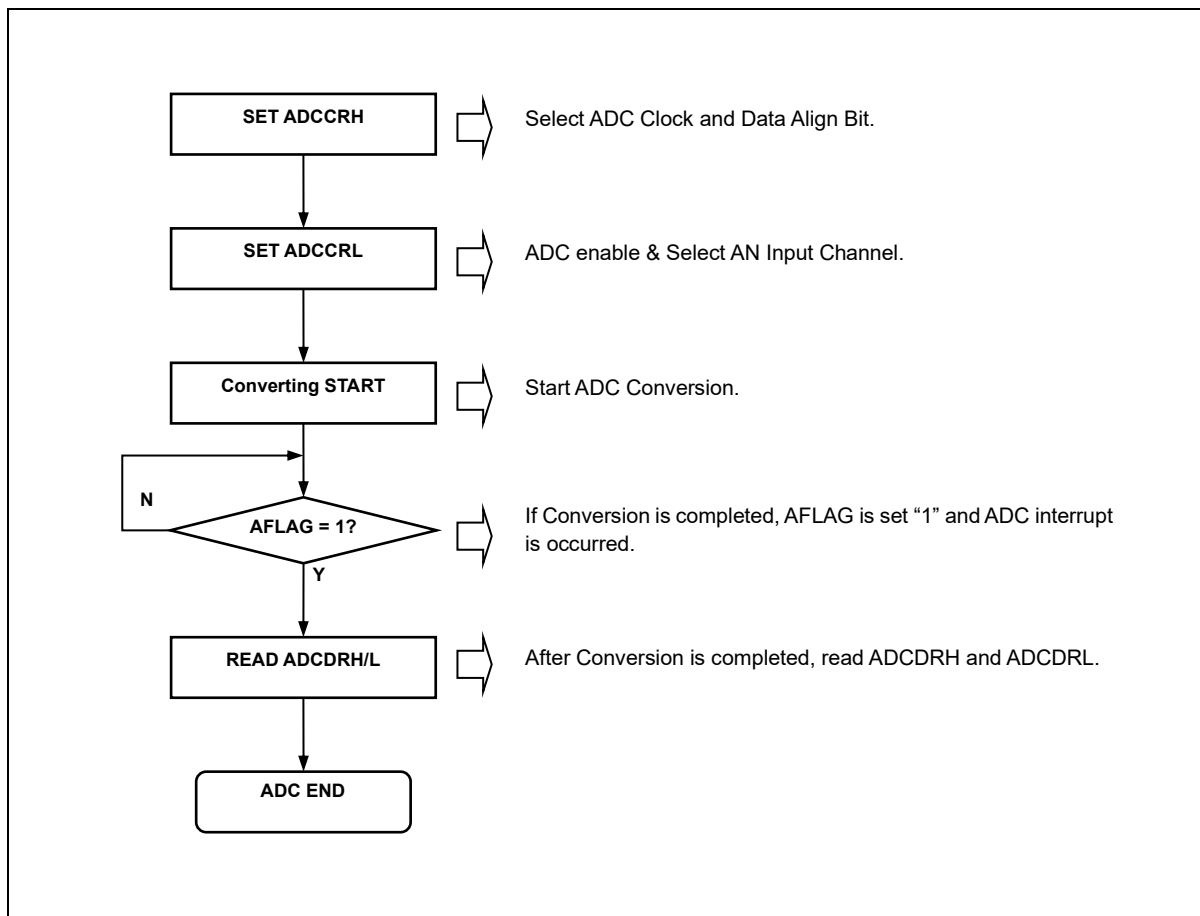 SET ADCCRH
Select ADC Clock and Data Align Bit.
SET ADCCRL
ADC enable & Select AN Input Channel.
Converting START
Start ADC Conversion.
N
AFLAG = 1?
If Conversion is completed, AFLAG is set “1” and ADC interrupt
is occurred.
Y
READ ADCDRH/L
After Conversion is completed, read ADCDRH and ADCDRL.
ADC END